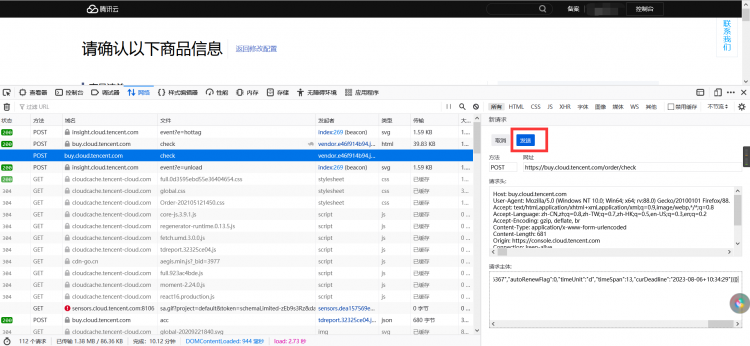 腾讯云
备案
控制台
联系我们
请确认以下商品信息
返回修改配置
查看器 控制台 调试器 网络 样式编辑器 性能 内存 存储 无障碍环境 应用程序
过滤 URL
所有 HTML CSS JS XHR 字体 图像 媒体 WS 其他 禁用缓存 不节流
状态 方法 域名 文件 发起者 类型 传输 大...
200 POST insight.cloud.tencent.com event?e=hottag index:269 (beacon) svg 1.59 KB 1....
200 POST buy.cloud.tencent.com check vendor.e46f914b94.j... html 39.83 KB
POST buy.cloud.tencent.com check vendor.e46f914b94.j...
200 POST insight.cloud.tencent.com event?e=unload index:269 (beacon) svg 1.59 KB 1....
GET cloudcache.tencent-cloud.com stylesheet css 已缓存
304 GET cloudcache.tencent-cloud.com global.css stylesheet css 已缓存
304 GET cloudcache.tencent-cloud.com Order-202105121450.css stylesheet css 已缓存
GET cloudcache.tencent-cloud.com core-js.3.9.1.js script js 已缓存
GET cloudcache.tencent-cloud.com regenerator-runtime.0.13.5.js script js 已缓存
GET cloudcache.tencent-cloud.com fetch.umd.3.0.0.js script js 已缓存
304 GET cloudcache.tencent-cloud.com tdreport.32325ce04.js script js 已缓存
GET cdn-go.cn aegis.min.js?_bid=3977 script js 已缓存
304 GET cloudcache.tencent-cloud.com full.923ac4bde.js script js 已缓存
GET cloudcache.tencent-cloud.com moment-2.24.0.js script js 已缓存
304 GET cloudcache.tencent-cloud.com react16.production.js script js 已缓存
GET sensors.cloud.tencent.com:8106 sensors.dea157569e... 0 字节
200 POST buy.cloud.tencent.com acc tdreport.32325ce04.j... json 680 字节
304 GET cloudcache.tencent-cloud.com global-20209221840.svg img svg 已缓存
112 个请求 已传输 1.38 MB / 86.36 KB 完成：10.12 分钟 DOMContentLoaded: 944 毫秒 load: 2.73 秒
新请求
取消 发送
方法 网址
POST https://buy.cloud.tencent.com/order/check
请求头:
Host: buy.cloud.tencent.com
User-Agent: Mozilla/5.0 (Windows NT 10.0; Win64; x64; rv:88.0) Gecko/20100101 Firefox/88.
Accept: text/html,application/xhtml+xml,application/xml;q=0.9,image/webp,*/*;q=0.8
Accept-Language: zh-CN,zh;q=0.8,zh-TW;q=0.7,zh-HK;q=0.5,en-US;q=0.3,en;q=0.2
Accept-Encoding: gzip, deflate, br
Content-Type: application/x-www-form-urlencoded
Content-Length: 681
Origin: https://console.cloud.tencent.com
Connection: keep-alive
请求主体:
i367","autoRenewFlag":0,"timeUnit":"d","timeSpan":13,"curDeadline":"2023-08-06+10:34:29"}}]